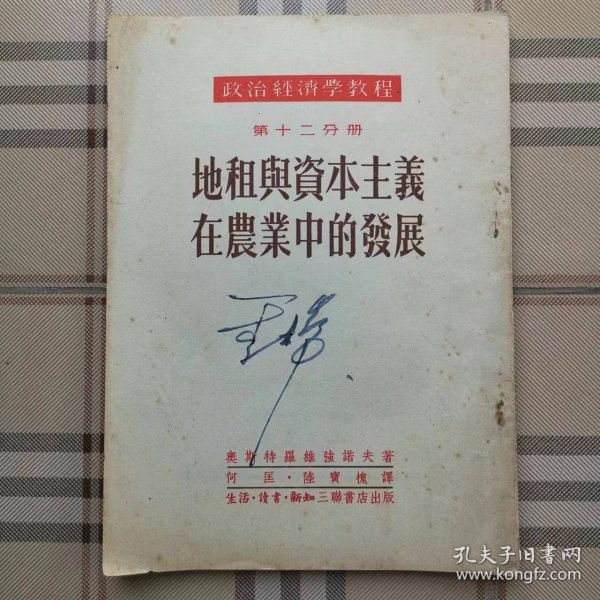 政治經濟學教程
第十二分册
地租與資本主義
在農業中的發展
奧斯特羅雄強諾夫著
何匡·陸寶槐譯
生活·讀書·新知三聯書店出版
孔夫子旧書网
www.kongfz.com